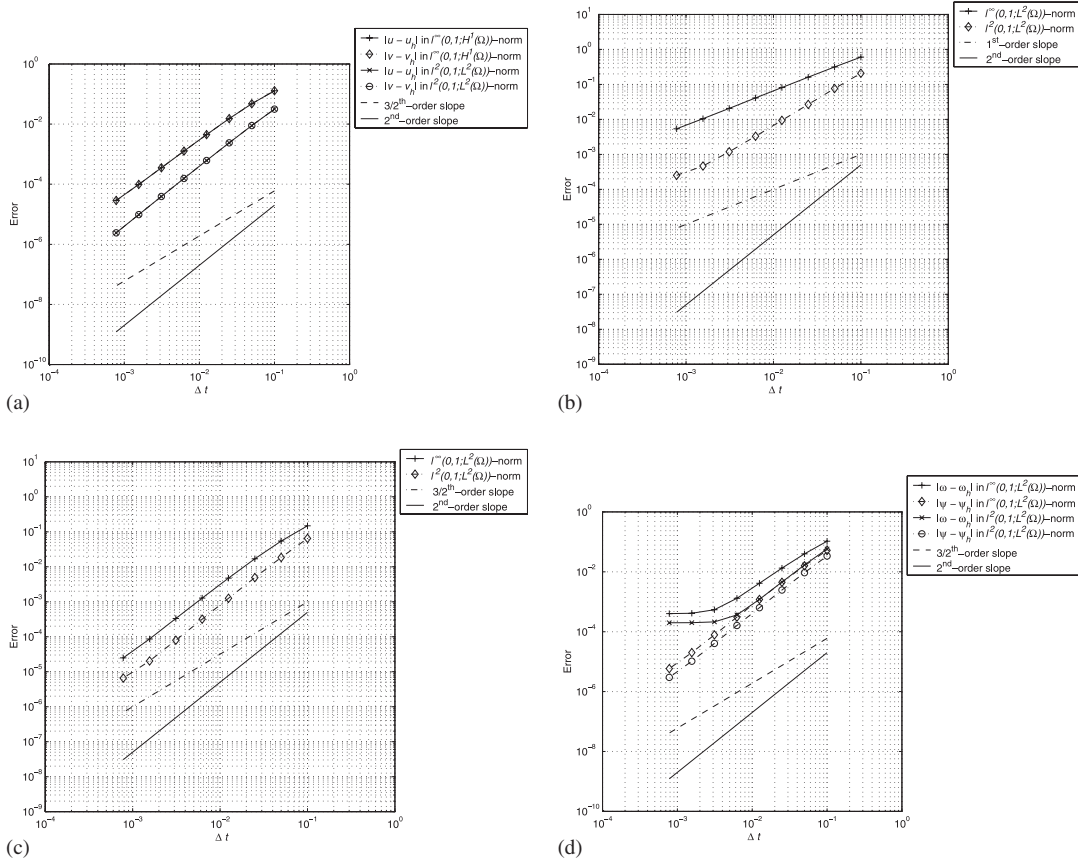 |u − u_h| in l^∞(0,1;H^1(Ω))−norm
|v − v_h| in l^∞(0,1;H^1(Ω))−norm
|u − u_h| in l^2(0,1;L^2(Ω))−norm
|v − v_h| in l^2(0,1;L^2(Ω))−norm
3/2^th−order slope
2^nd−order slope
10^0
10^−2
10^−4
10^−6
10^−8
10^−10
Error
10^−4 10^−3 10^−2 10^−1 10^0
Δ t
(a)
l^∞(0,1;L^2(Ω))−norm
l^2(0,1;L^2(Ω))−norm
1^st−order slope
2^nd−order slope
10^1
10^0
10^−1
10^−2
10^−3
10^−4
10^−5
10^−6
10^−7
10^−8
10^−9
Error
10^−4 10^−3 10^−2 10^−1 10^0
Δ t
(b)
l^∞(0,1;L^2(Ω))−norm
l^2(0,1;L^2(Ω))−norm
3/2^th−order slope
2^nd−order slope
10^1
10^0
10^−1
10^−2
10^−3
10^−4
10^−5
10^−6
10^−7
10^−8
10^−9
Error
10^−4 10^−3 10^−2 10^−1 10^0
Δ t
(c)
|ω − ω_h| in l^∞(0,1;L^2(Ω))−norm
|ψ − ψ_h| in l^∞(0,1;L^2(Ω))−norm
|ω − ω_h| in l^2(0,1;L^2(Ω))−norm
|ψ − ψ_h| in l^2(0,1;L^2(Ω))−norm
3/2^th−order slope
2^nd−order slope
10^0
10^−2
10^−4
10^−6
10^−8
10^−10
Error
10^−4 10^−3 10^−2 10^−1 10^0
Δ t
(d)